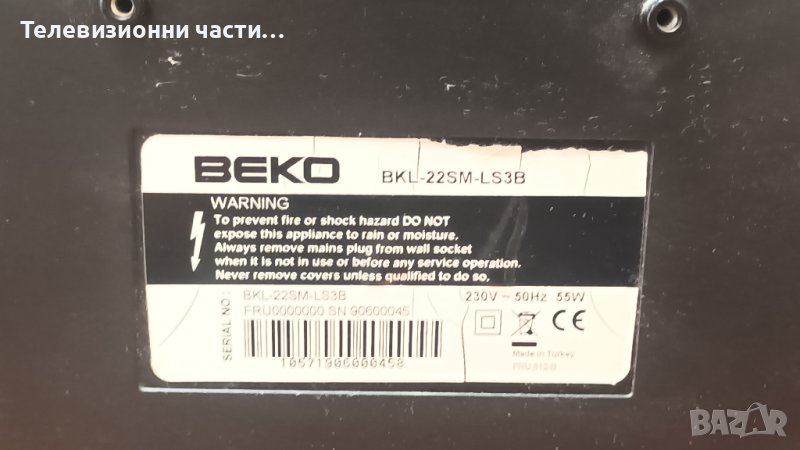 Телевизионни части...
BEKO BKL-22SM-LS3B
WARNING
To prevent fire or shock hazard DO NOT
expose this appliance to rain or moisture.
Always remove mains plug from wall socket
when it is not in use or before any service operation.
Never remove covers unless qualified to do so.
SERIAL NO.:
BKL-22SM-LS3B
FRU0000000 SN 90600045
10571906000458
230V ~ 50Hz 55W
CE
Made in Turkey
BAZAR